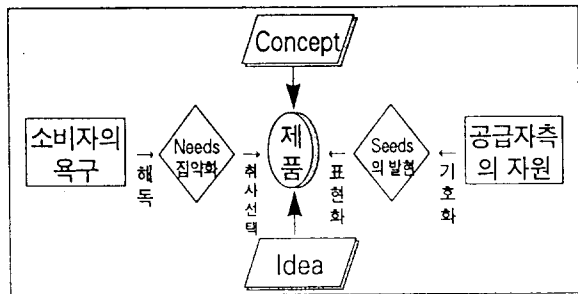 Concept
소비자의
욕구
해독
Needs
집약화
취사선택
제품
표현화
Seeds
의 발현
기호화
공급자측
의 자원
Idea